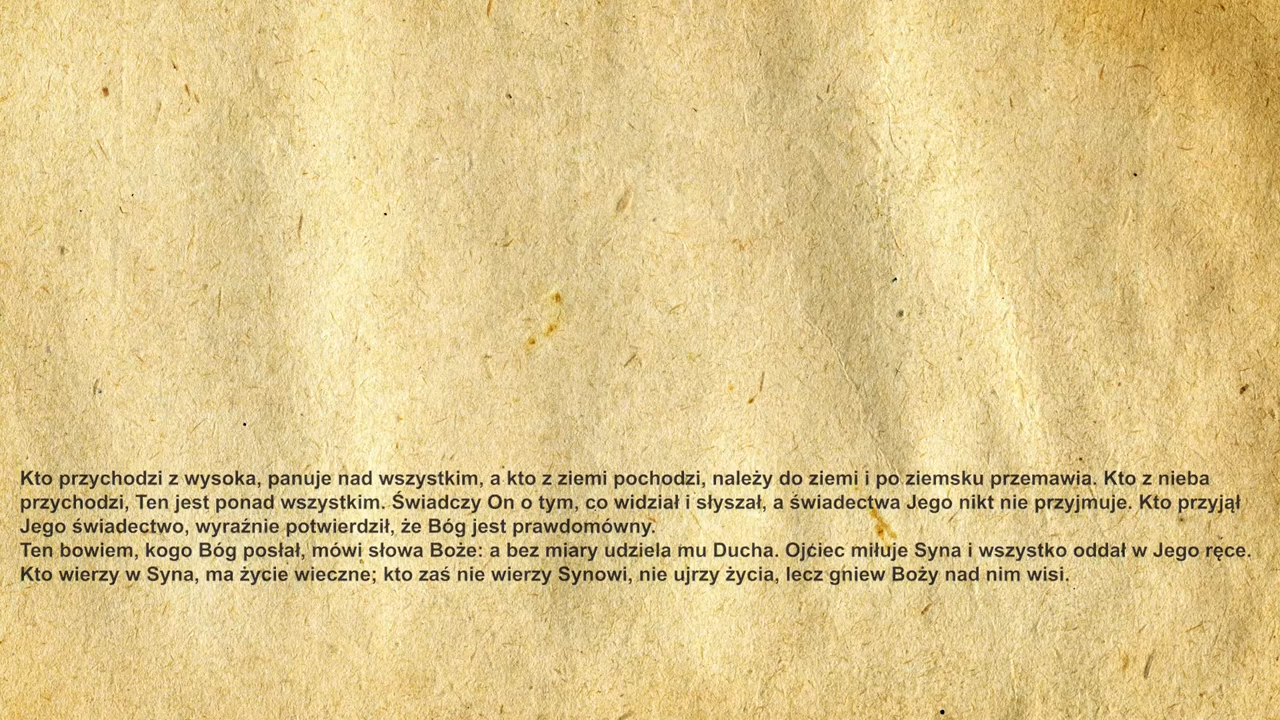 Kto przychodzi z wysoka, panuje nad wszystkim, a kto z ziemi pochodzi, należy do ziemi i po ziemsku przemawia. Kto z nieba
przychodzi, Ten jest ponad wszystkim. Świadczy On o tym, co widział i słyszał, a świadectwa Jego nikt nie przyjmuje. Kto przyjął
Jego świadectwo, wyraźnie potwierdził, że Bóg jest prawdomówny.
Ten bowiem, kogo Bóg posłał, mówi słowa Boże: a bez miary udziela mu Ducha. Ojciec miłuje Syna i wszystko oddał w Jego ręce.
Kto wierzy w Syna, ma życie wieczne; kto zaś nie wierzy Synowi, nie ujrzy życia, lecz gniew Boży nad nim wisi.